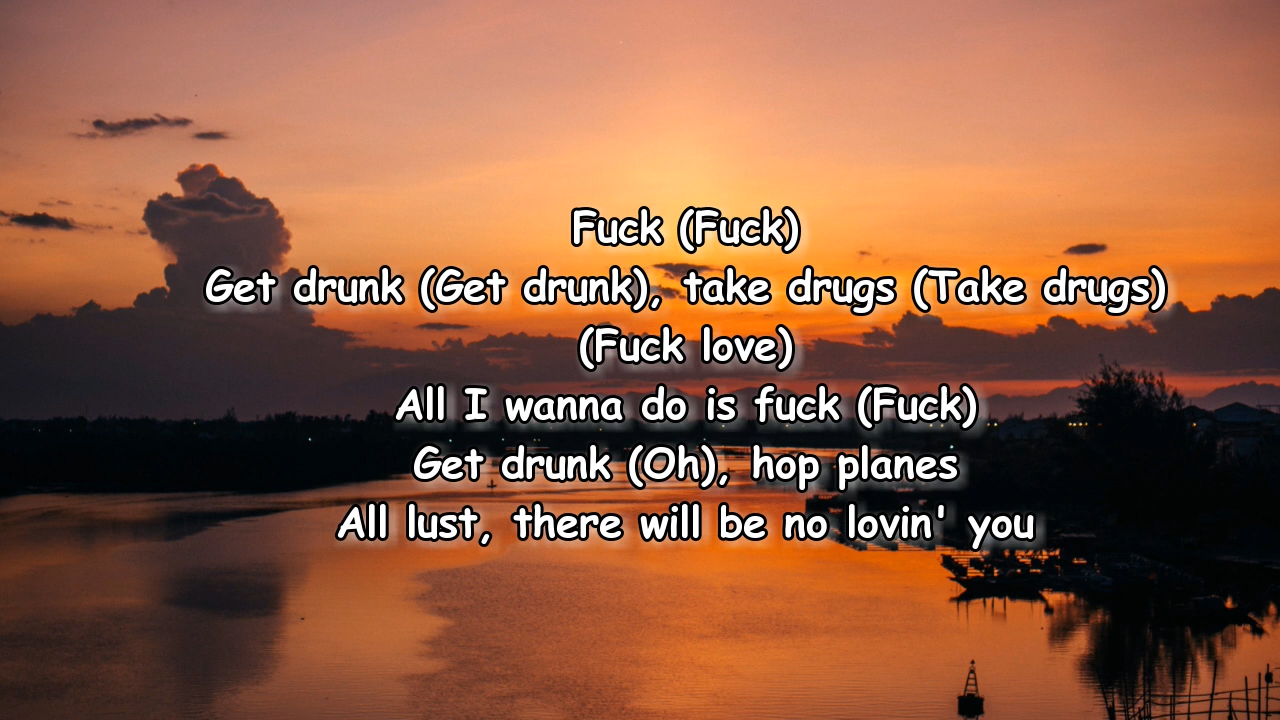 Fuck (Fuck)
Get drunk (Get drunk), take drugs (Take drugs)
(Fuck love)
All I wanna do is fuck (Fuck)
Get drunk (Oh), hop planes
All lust, there will be no lovin' you